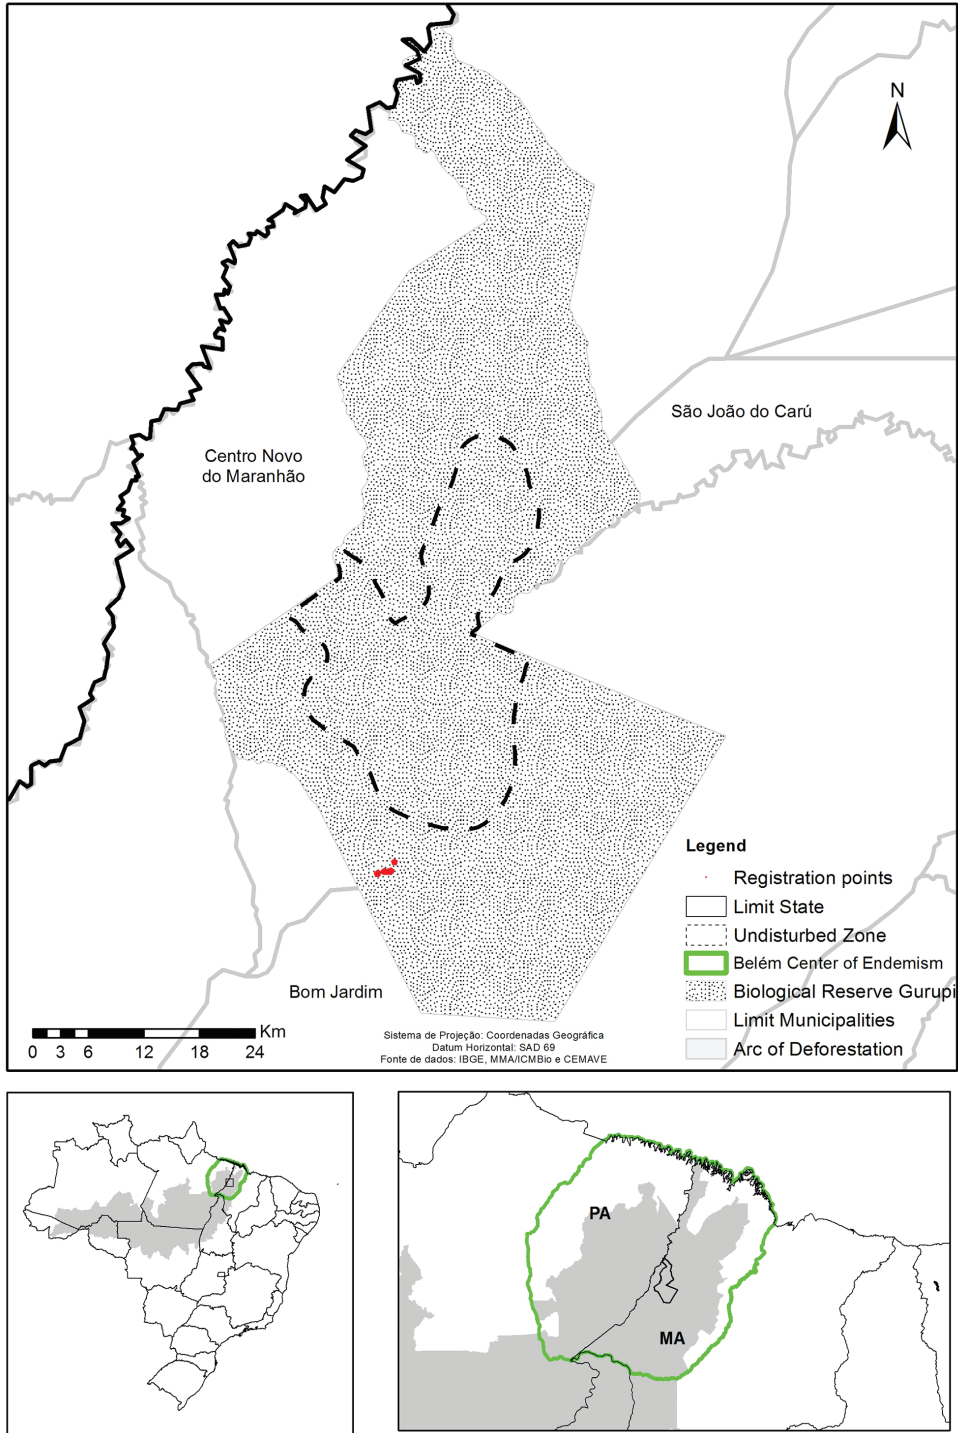 N
São João do Carú
Centro Novo
do Maranhão
Legend
Registration points
Limit State
Undisturbed Zone
Belém Center of Endemism
Biological Reserve Gurupi
Limit Municipalities
Arc of Deforestation
Bom Jardim
Km
0 3 6 12 18 24
Sistema de Projeção: Coordenadas Geográfica
Datum Horizontal: SAD 69
Fonte de dados: IBGE, MMA/ICMBio e CEMAVE
PA
MA